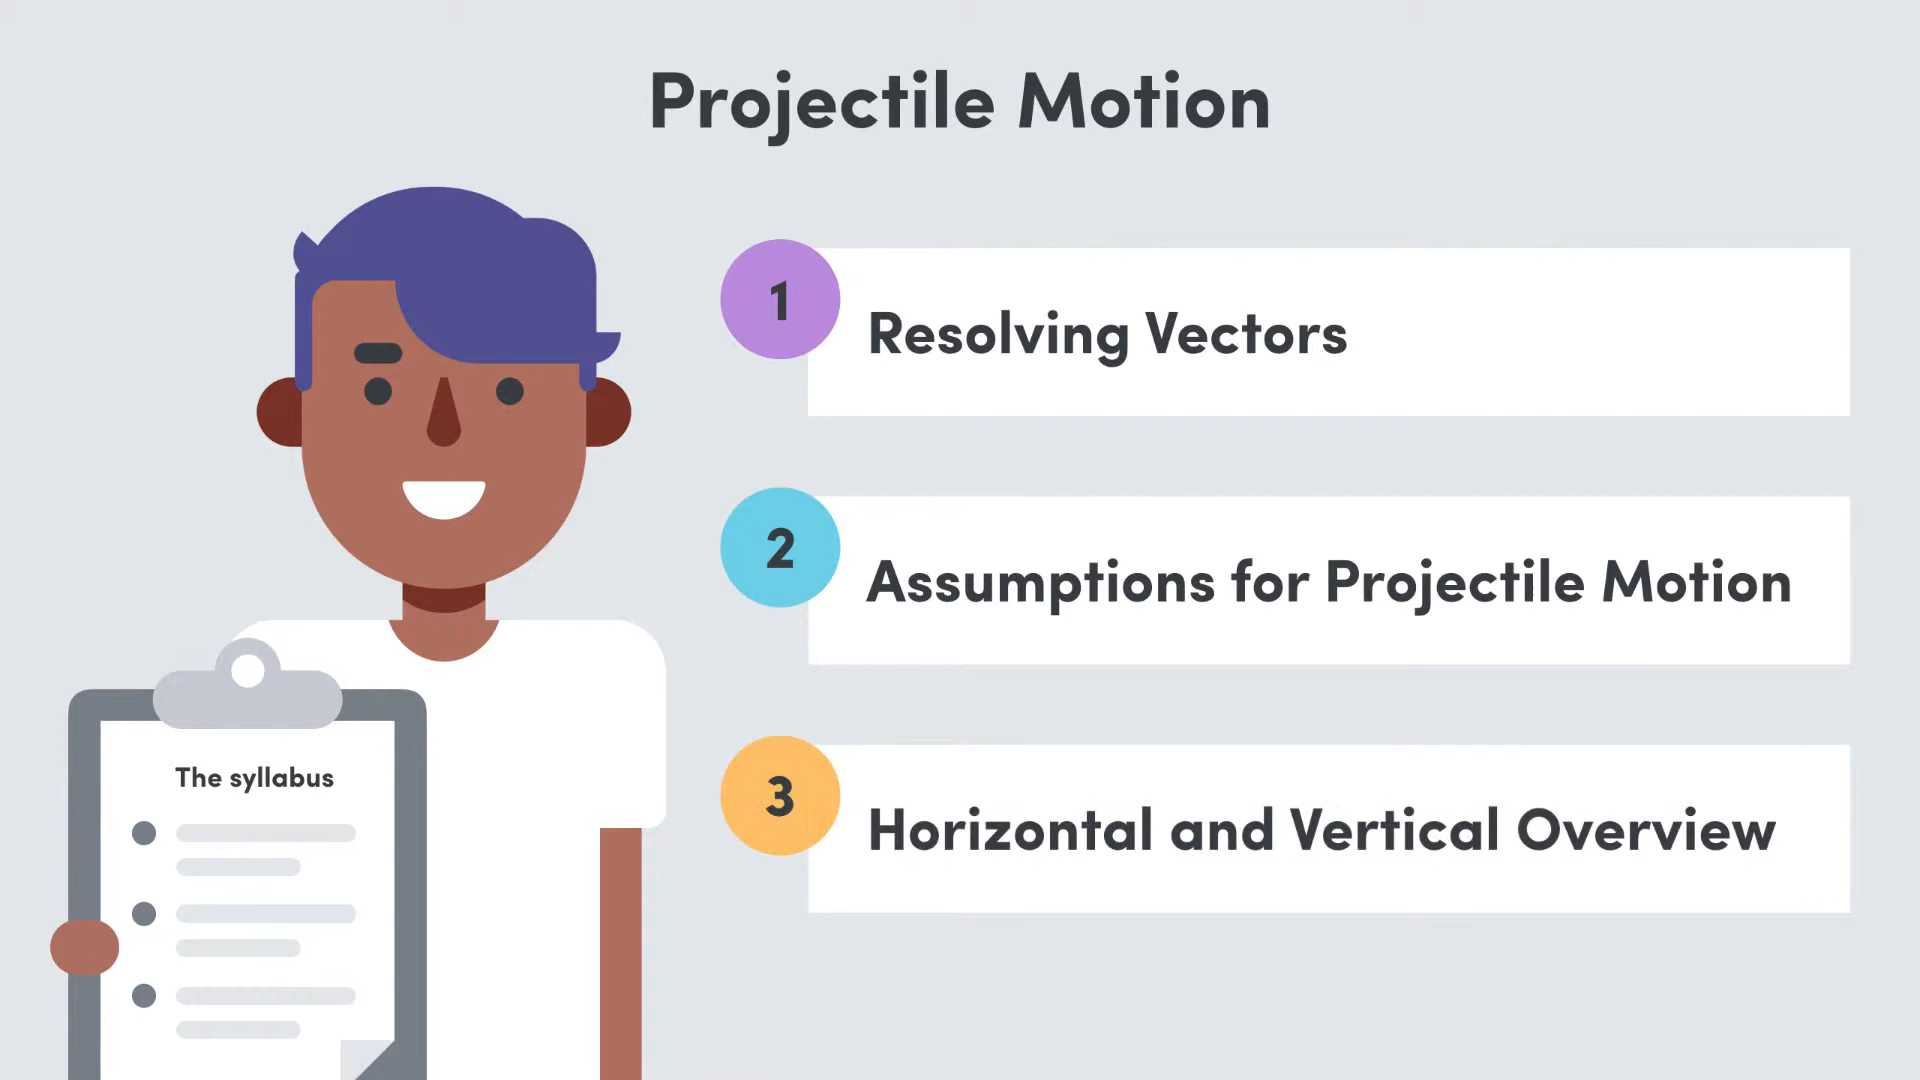 Projectile Motion
1
Resolving Vectors
2
Assumptions for Projectile Motion
3
Horizontal and Vertical Overview
The syllabus